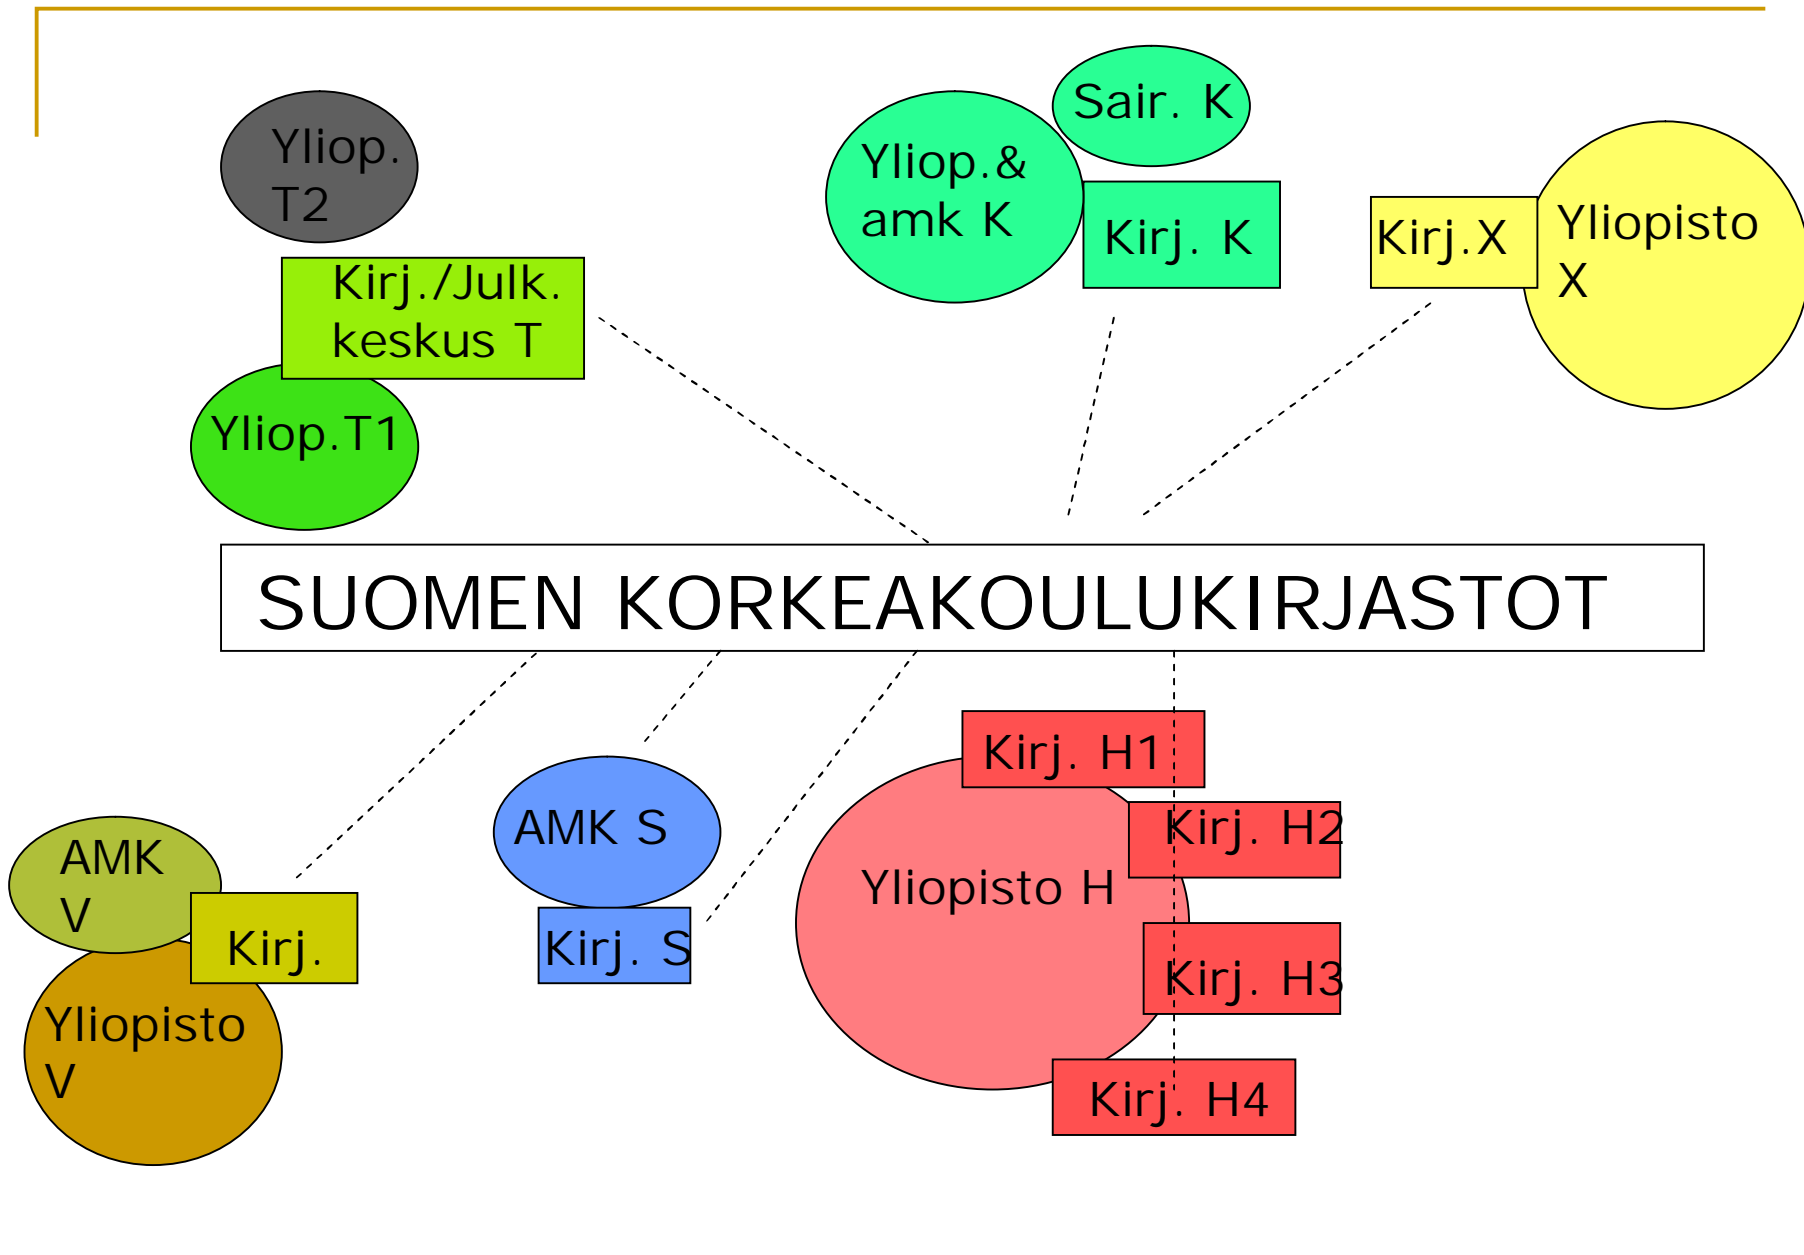 Yliop.
T2
Kirj./Julk.
keskus T
Yliop.T1
Sair. K
Yliop.&
amk K
Kirj. K
Kirj.X
Yliopisto
X
SUOMEN KORKEAKOULUKIRJASTOT
AMK
V
Kirj.
Yliopisto
V
AMK S
Kirj. S
Kirj. H1
Kirj. H2
Yliopisto H
Kirj. H3
Kirj. H4